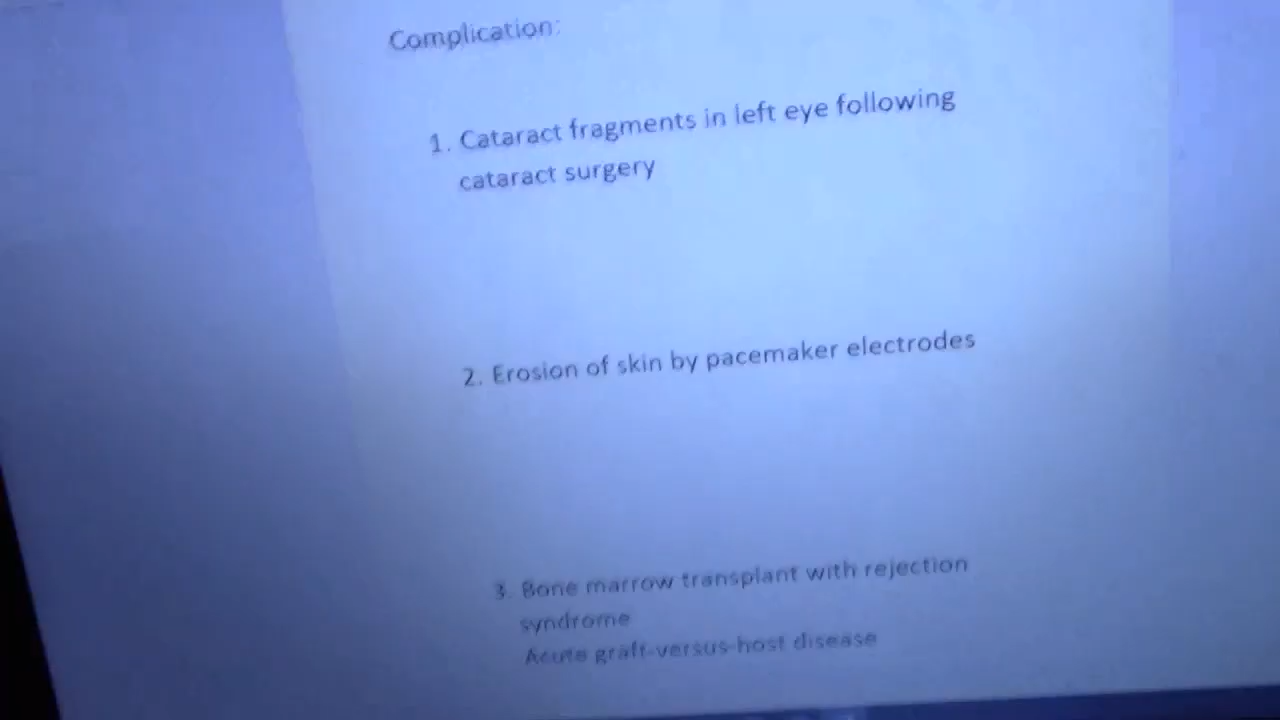 Complication:
1. Cataract fragments in left eye following
cataract surgery
2. Erosion of skin by pacemaker electrodes
3. Bone marrow transplant with rejection
syndrome
Acute graft-versus-host disease